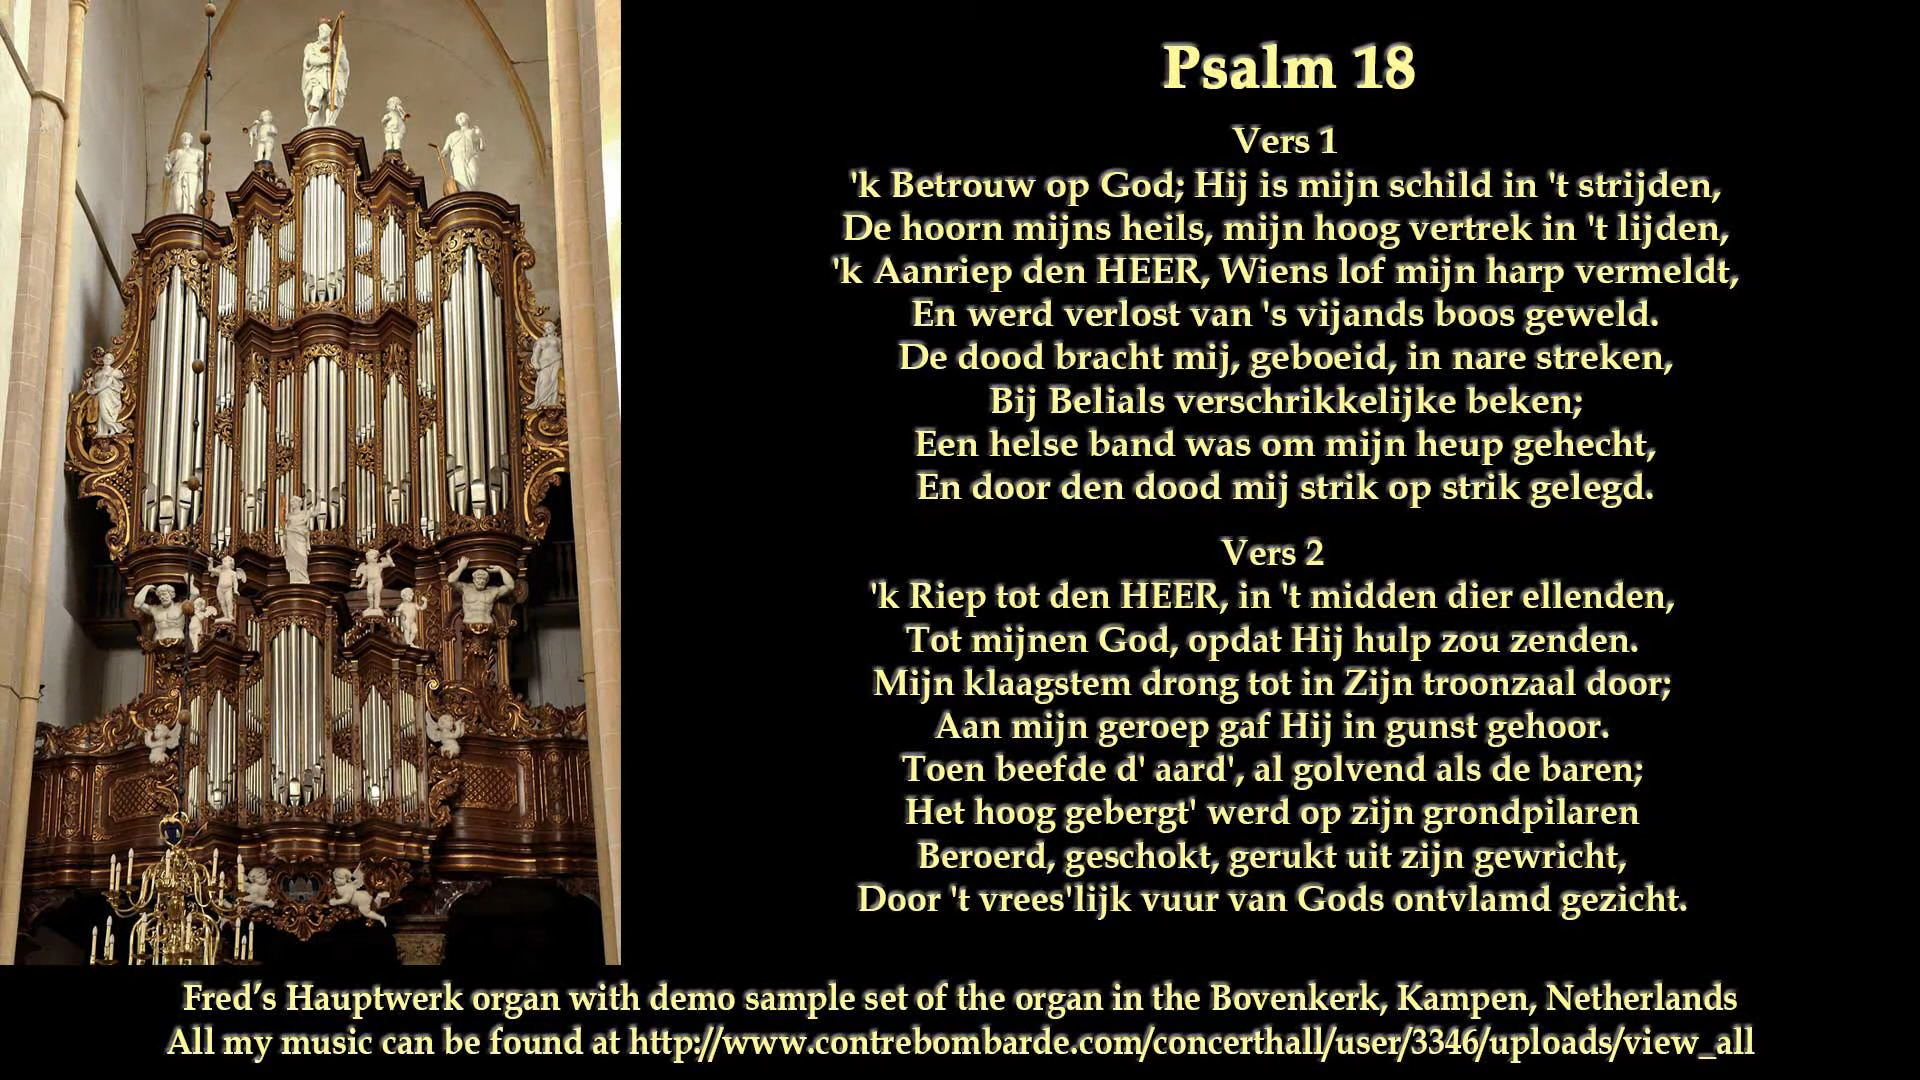 Psalm 18
Vers 1
'k Betrouw op God; Hij is mijn schild in 't strijden,
De hoorn mijns heils, mijn hoog vertrek in 't lijden,
'k Aanriep den HEER, Wiens lof mijn harp vermeldt,
En werd verlost van 's vijands boos geweld.
De dood bracht mij, geboeid, in nare streken,
Bij Belials verschrikkelijke beken;
Een helse band was om mijn heup gehecht,
En door den dood mij strik op strik gelegd.
Vers 2
'k Riep tot den HEER, in 't midden dier ellenden,
Tot mijnen God, opdat Hij hulp zou zenden.
Mijn klaagstem drong tot in Zijn troonzaal door;
Aan mijn geroep gaf Hij in gunst gehoor.
Toen beefde d' aard', al golvend als de baren;
Het hoog gebergt' werd op zijn grondpilaren
Beroerd, geschokt, gerukt uit zijn gewricht,
Door 't vrees'lijk vuur van Gods ontvlamd gezicht.
Fred’s Hauptwerk organ with demo sample set of the organ in the Bovenkerk, Kampen, Netherlands
All my music can be found at http://www.contrebombarde.com/concerthall/user/3346/uploads/view_all